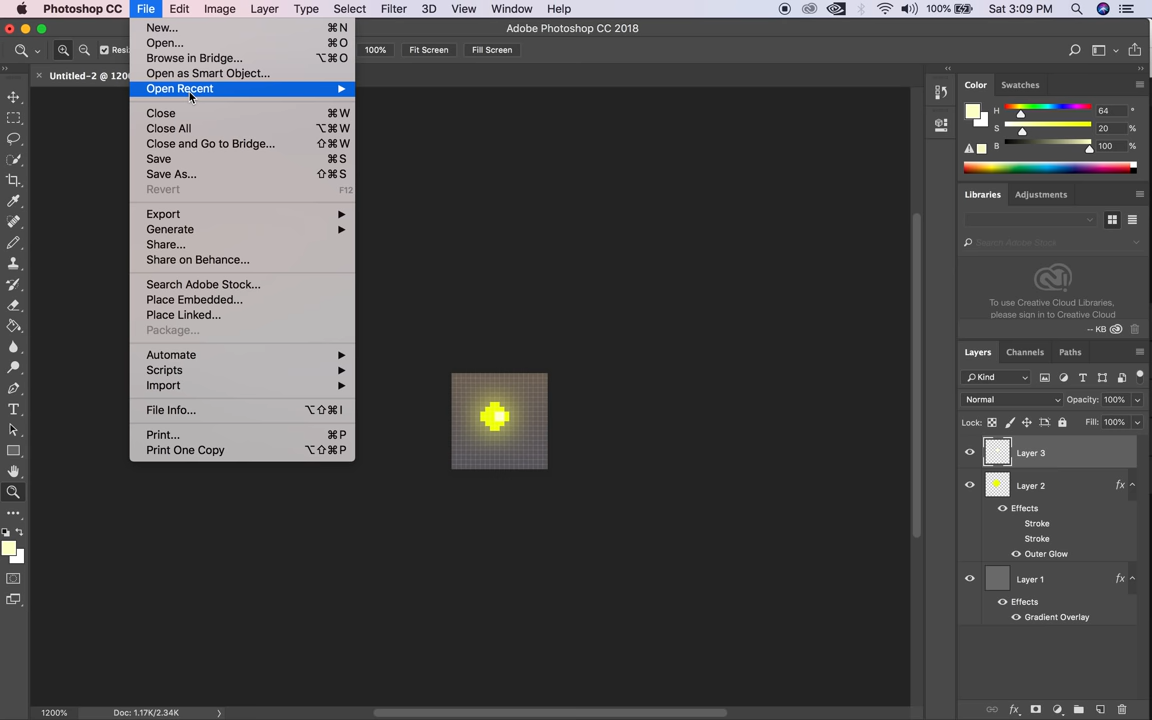 Photoshop CC File Edit Image Layer Type Select Filter 3D View Window Help 100% Sat 3:09 PM
Adobe Photoshop CC 2018
100% Fit Screen Fill Screen
Untitled-2 @ 120
New... ⌘N
Open... ⌘O
Browse in Bridge... ⌥⌘O
Open as Smart Object...
Open Recent
Close ⌘W
Close All ⌥⌘W
Close and Go to Bridge... ⇧⌘W
Save ⌘S
Save As... ⇧⌘S
Revert F12
Export
Generate
Share...
Share on Behance...
Search Adobe Stock...
Place Embedded...
Place Linked...
Package...
Automate
Scripts
Import
File Info... ⌥⇧⌘I
Print... ⌘P
Print One Copy ⌥⇧⌘P
Color Swatches
H 64 °
S 20 %
B 100 %
Libraries Adjustments
Search Adobe Stock
To use Creative Cloud Libraries,
please sign in to Creative Cloud
-- KB
Layers Channels Paths
Kind
Normal Opacity: 100%
Lock: Fill: 100%
Layer 3
Layer 2 fx
Effects
Stroke
Stroke
Outer Glow
Layer 1 fx
Effects
Gradient Overlay
fx
1200% Doc: 1.17K/2.34K